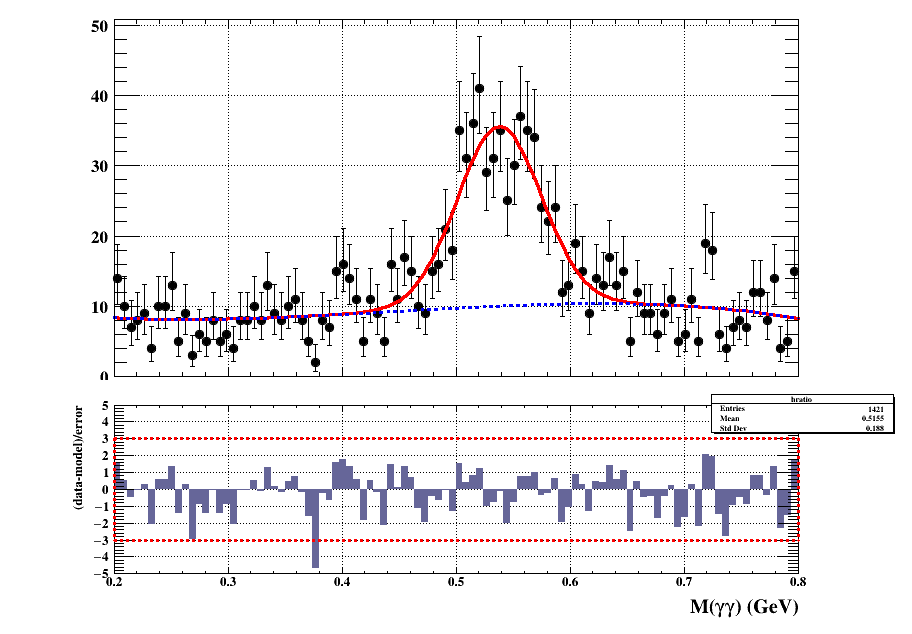 50
40
30
20
10
0
hratio
Entries 1421
Mean 0.5155
Std Dev 0.188
(data-model)/error
5
4
3
2
1
0
−1
−2
−3
−4
−5
0.2 0.3 0.4 0.5 0.6 0.7 0.8
M(γγ) (GeV)